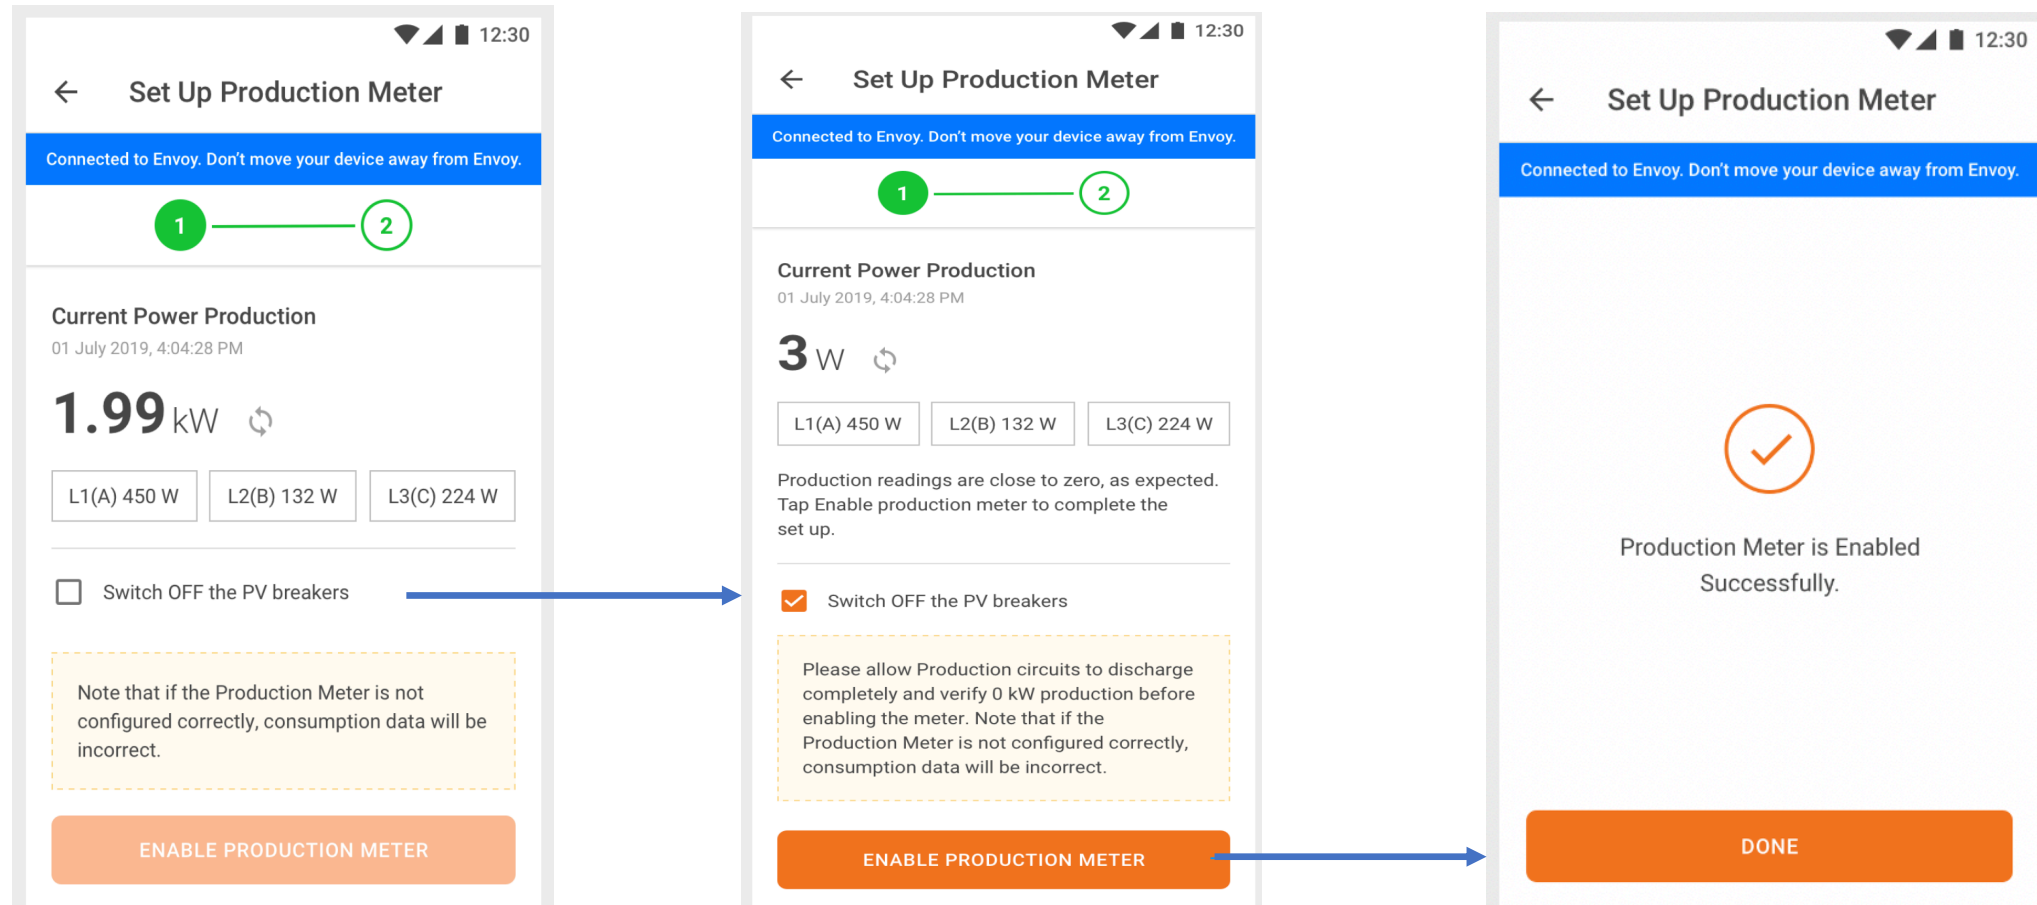 12:30
Set Up Production Meter
Connected to Envoy. Don't move your device away from Envoy.
1
2
Current Power Production
01 July 2019, 4:04:28 PM
1.99 kW
L1(A) 450 W
L2(B) 132 W
L3(C) 224 W
Switch OFF the PV breakers
Note that if the Production Meter is not
configured correctly, consumption data will be
incorrect.
ENABLE PRODUCTION METER
12:30
Set Up Production Meter
Connected to Envoy. Don't move your device away from Envoy.
1
2
Current Power Production
01 July 2019, 4:04:28 PM
3 W
L1(A) 450 W
L2(B) 132 W
L3(C) 224 W
Production readings are close to zero, as expected.
Tap Enable production meter to complete the
set up.
Switch OFF the PV breakers
Please allow Production circuits to discharge
completely and verify 0 kW production before
enabling the meter. Note that if the
Production Meter is not configured correctly,
consumption data will be incorrect.
ENABLE PRODUCTION METER
12:30
Set Up Production Meter
Connected to Envoy. Don't move your device away from Envoy.
Production Meter is Enabled
Successfully.
DONE